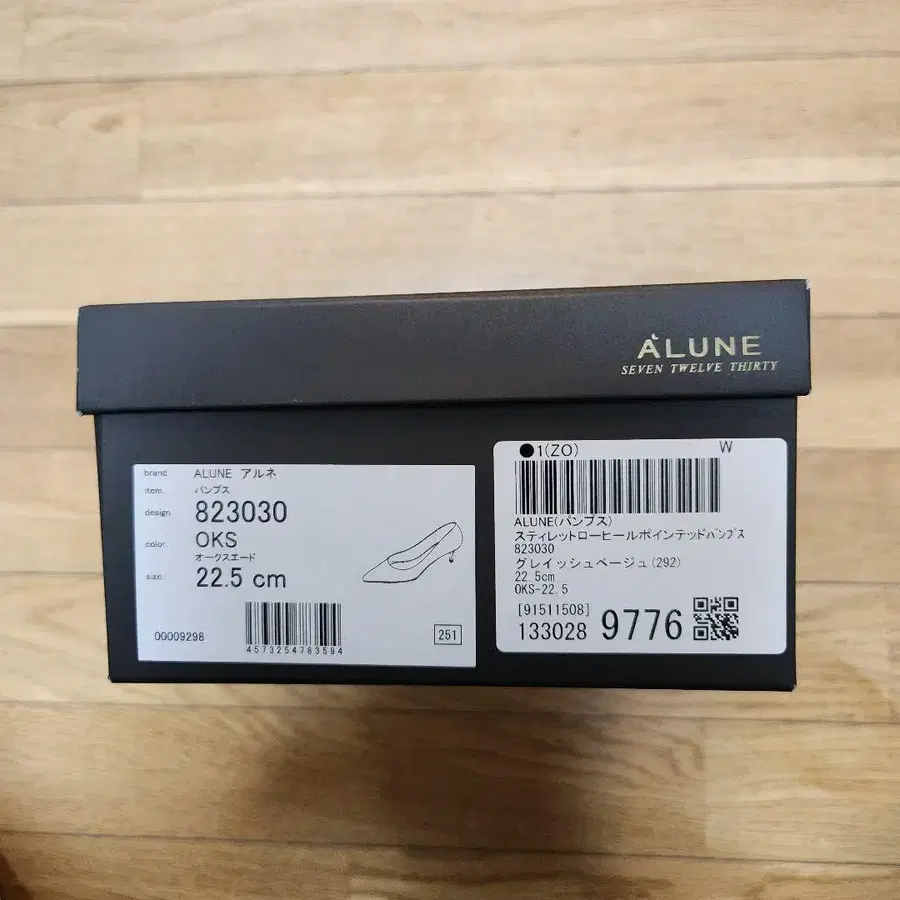 ALUNE
SEVEN TWELVE THIRTY
brand ALUNE アルネ
item パンプス
design 823030
color OKS
オークスエード
size 22.5 cm
00009298
4573254783594
251
●1(ZO) W
ALUNE(パンプス)
スティレットローヒールポインテッドパンプス
823030
グレイッシュベージュ(292)
22.5cm
OKS-22.5
[91511508]
133028 9776